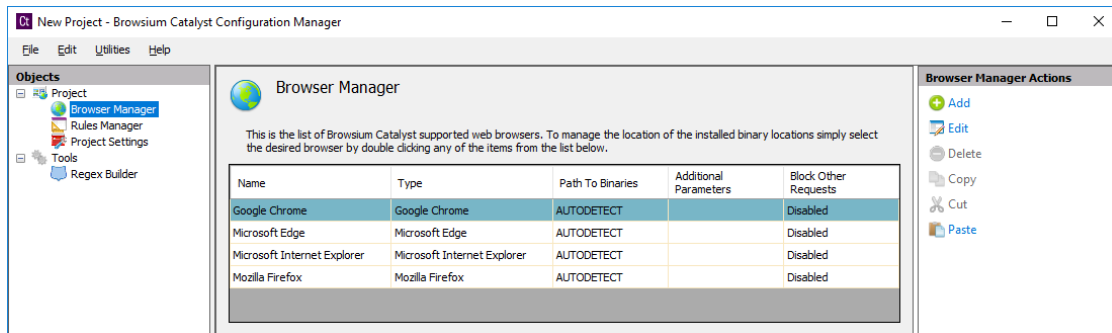 Ct New Project - Browsium Catalyst Configuration Manager
File Edit Utilities Help
Objects
Project
Browser Manager
Rules Manager
Project Settings
Tools
Regex Builder
Browser Manager
This is the list of Browsium Catalyst supported web browsers. To manage the location of the installed binary locations simply select
the desired browser by double clicking any of the items from the list below.
Name Type Path To Binaries Additional Parameters Block Other Requests
Google Chrome Google Chrome AUTODETECT Disabled
Microsoft Edge Microsoft Edge AUTODETECT Disabled
Microsoft Internet Explorer Microsoft Internet Explorer AUTODETECT Disabled
Mozilla Firefox Mozilla Firefox AUTODETECT Disabled
Browser Manager Actions
Add
Edit
Delete
Copy
Cut
Paste